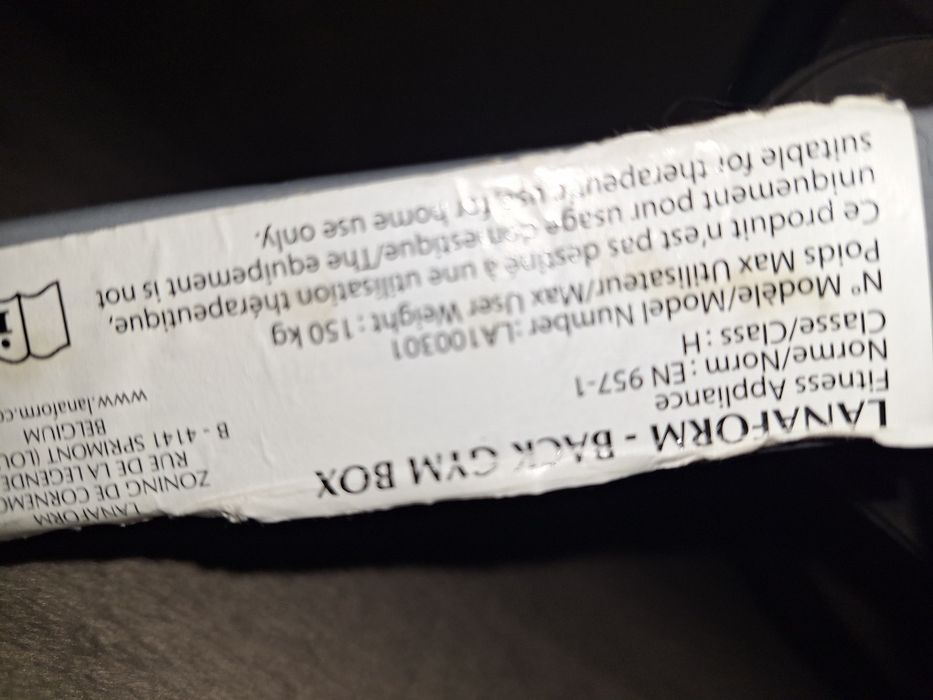 LANAFORM - BACK GYM BOX
Fitness Appliance
Norme/Norm : EN 957-1
Classe/Class : H
N° Modèle/Model Number : LA100301
Poids Max Utilisateur/Max User Weight : 150 kg
Ce produit n'est pas destiné à une utilisation thérapeutique,
uniquement pour usage domestique/The equipement is not
suitable for therapeutic use for home use only.
LANAFORM
ZONING DE
RUE DE LA LEGENDE
B - 4141 SPRIMONT
BELGIUM
www.lanaform.